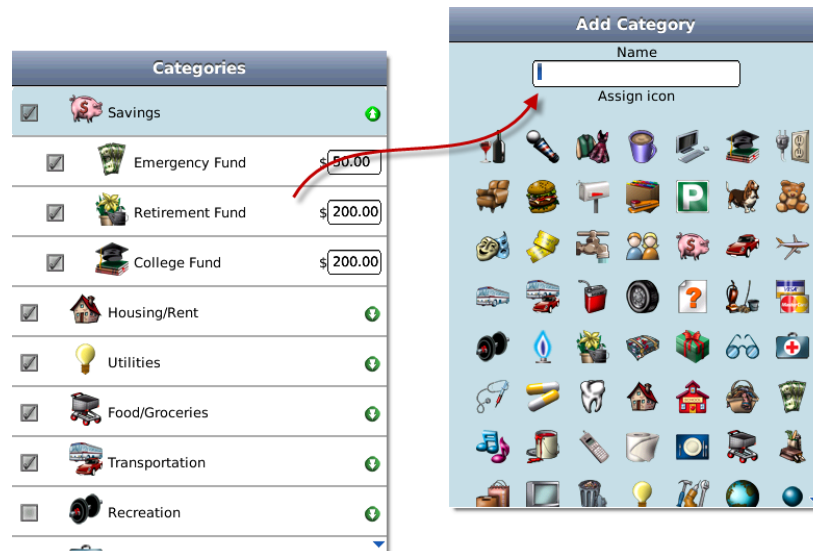 Categories
Savings
Emergency Fund $ 50.00
Retirement Fund $ 200.00
College Fund $ 200.00
Housing/Rent
Utilities
Food/Groceries
Transportation
Recreation
Add Category
Name
Assign icon
P
?
VISA